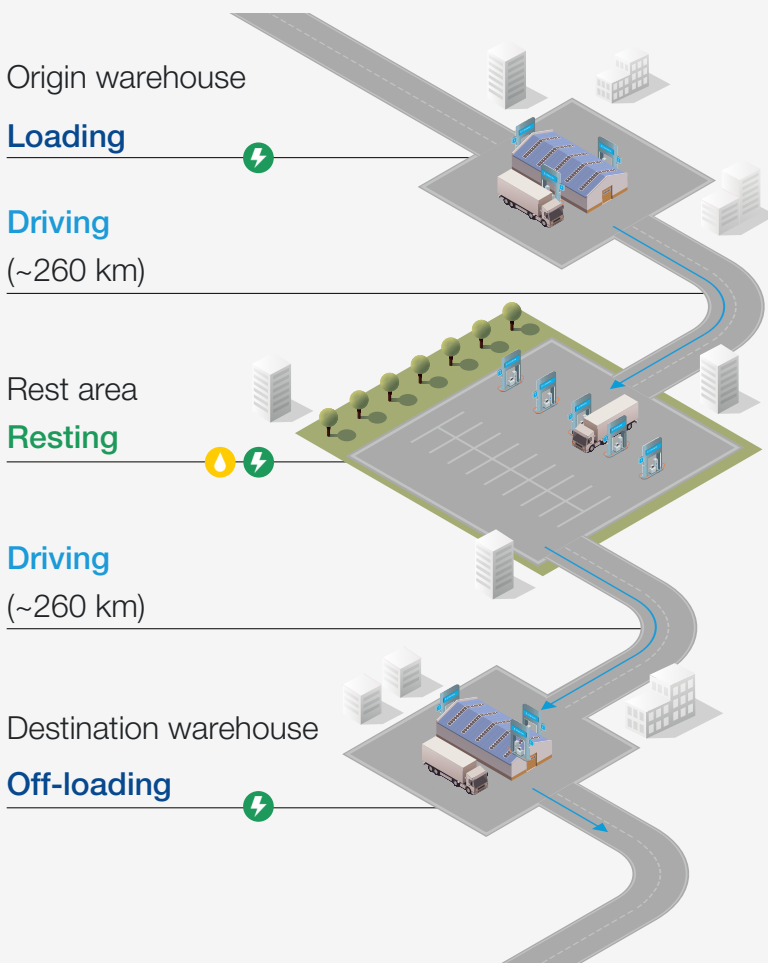 Origin warehouse
Loading
Driving
(~260 km)
Rest area
Resting
Driving
(~260 km)
Destination warehouse
Off-loading